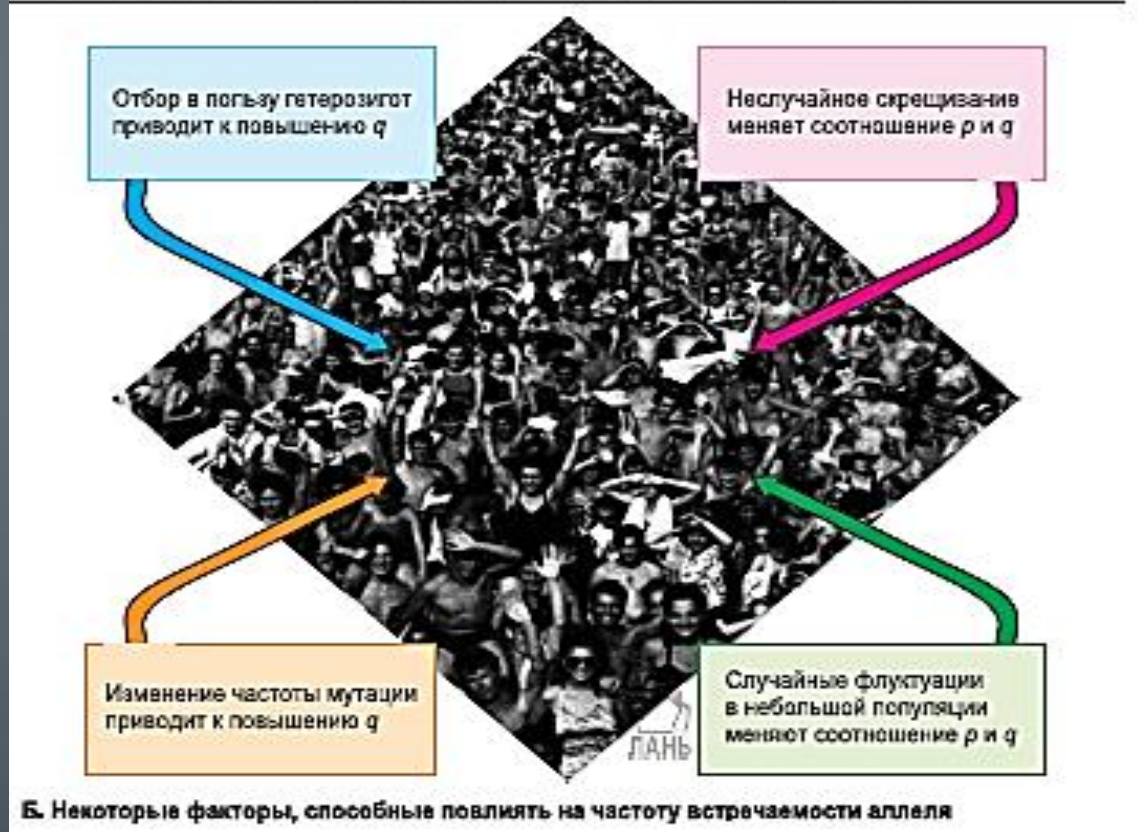 Отбор в пользу гетерозигот
приводит к повышению q
Неслучайное скрещивание
меняет соотношение p и q
Изменение частоты мутации
приводит к повышению q
Случайные флуктуации
в небольшой популяции
меняют соотношение p и q
ЛАНЬ
Б. Некоторые факторы, способные повлиять на частоту встречаемости аллеля